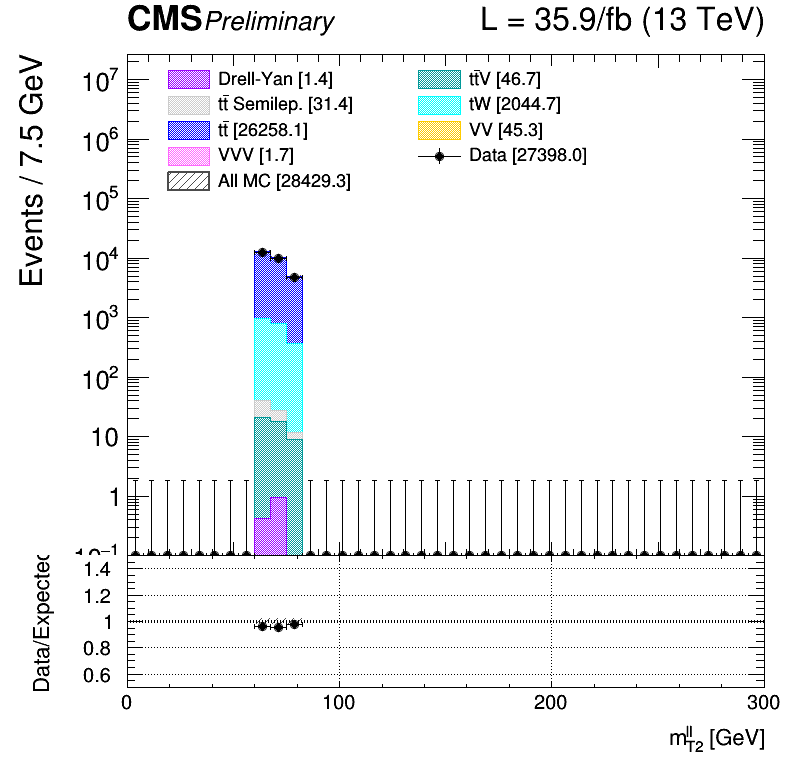 CMS Preliminary L = 35.9/fb (13 TeV)
Events / 7.5 GeV
Drell-Yan [1.4]
tt̄ Semilep. [31.4]
tt̄ [26258.1]
VVV [1.7]
All MC [28429.3]
tt̄V [46.7]
tW [2044.7]
VV [45.3]
Data [27398.0]
10⁷
10⁶
10⁵
10⁴
10³
10²
10
1
10⁻¹
Data/Expected
1.4
1.2
1
0.8
0.6
0 100 200 300
m^{ll}_{T2} [GeV]